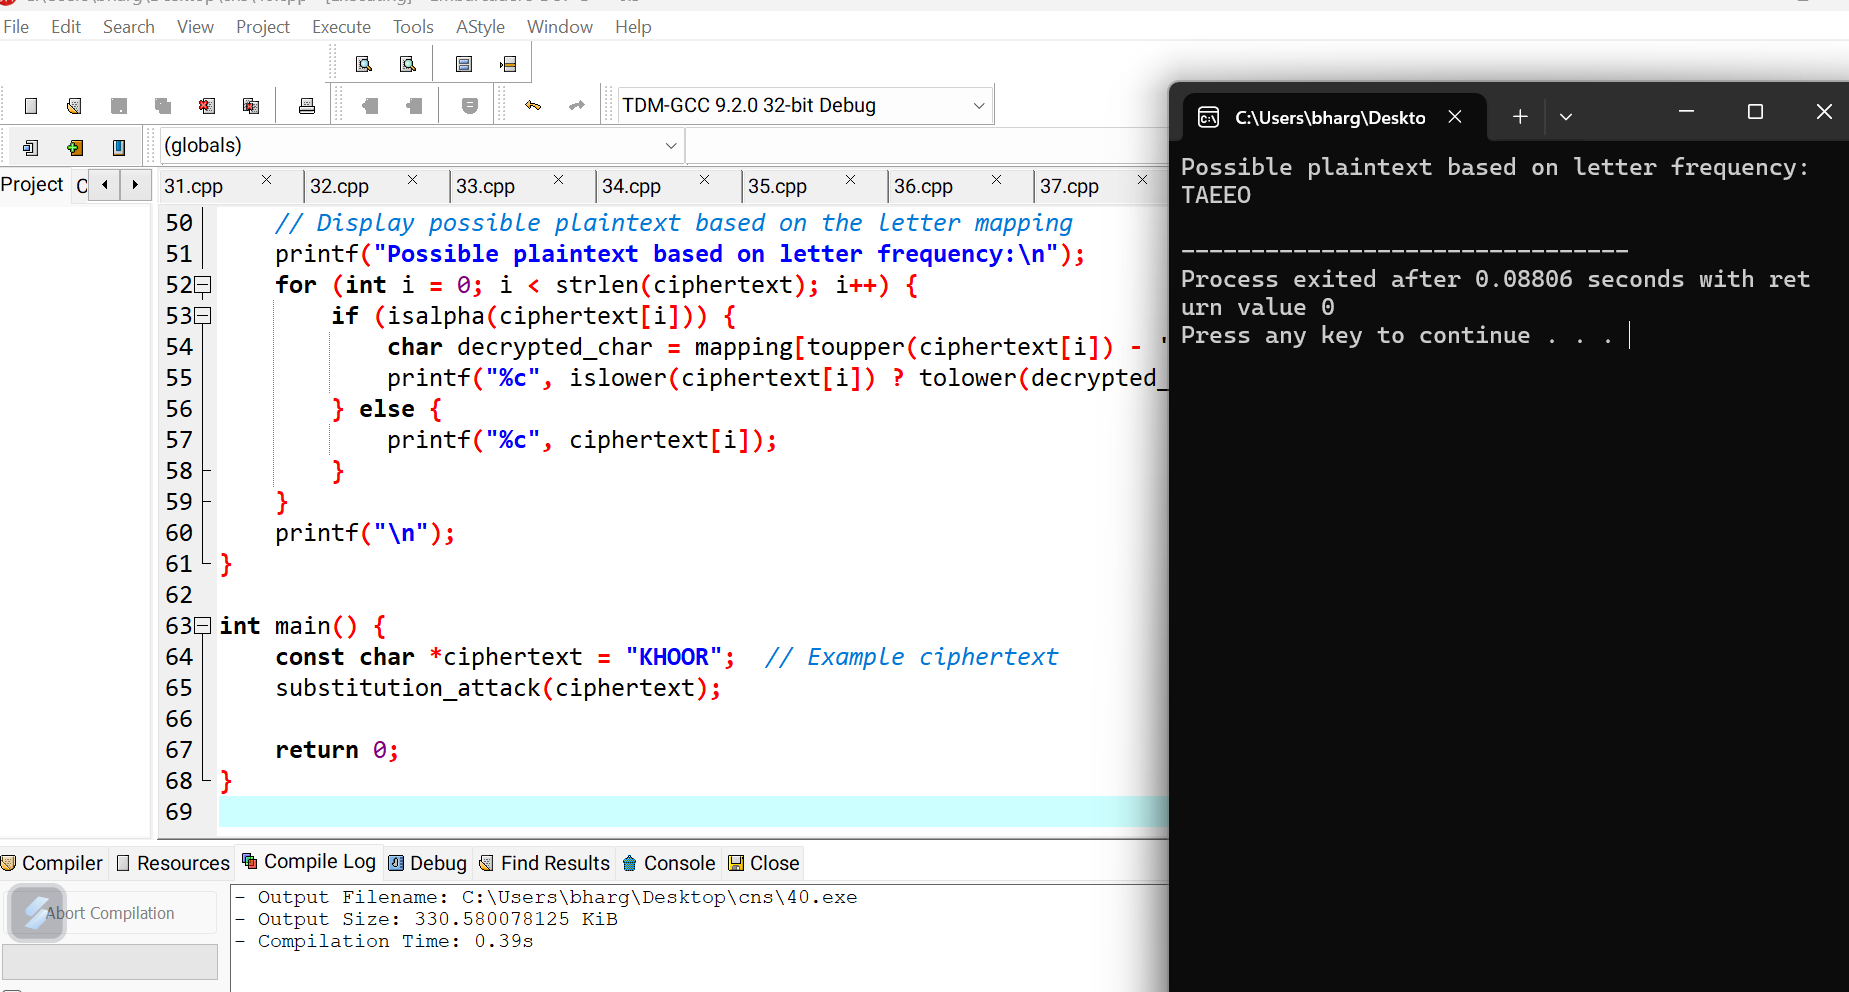 File Edit Search View Project Execute Tools AStyle Window Help
TDM-GCC 9.2.0 32-bit Debug
(globals)
Project
31.cpp 32.cpp 33.cpp 34.cpp 35.cpp 36.cpp 37.cpp
50 // Display possible plaintext based on the letter mapping
51 printf("Possible plaintext based on letter frequency:\n");
52 for (int i = 0; i < strlen(ciphertext); i++) {
53 if (isalpha(ciphertext[i])) {
54 char decrypted_char = mapping[toupper(ciphertext[i]) - '
55 printf("%c", islower(ciphertext[i]) ? tolower(decrypted_
56 } else {
57 printf("%c", ciphertext[i]);
58 }
59 }
60 printf("\n");
61 }
62
63 int main() {
64 const char *ciphertext = "KHOOR"; // Example ciphertext
65 substitution_attack(ciphertext);
66
67 return 0;
68 }
69
Compiler Resources Compile Log Debug Find Results Console Close
Abort Compilation
- Output Filename: C:\Users\bharg\Desktop\cns\40.exe
- Output Size: 330.580078125 KiB
- Compilation Time: 0.39s
C:\Users\bharg\Deskto
Possible plaintext based on letter frequency:
TAEEO
--------------------------------
Process exited after 0.08806 seconds with ret
urn value 0
Press any key to continue . . .